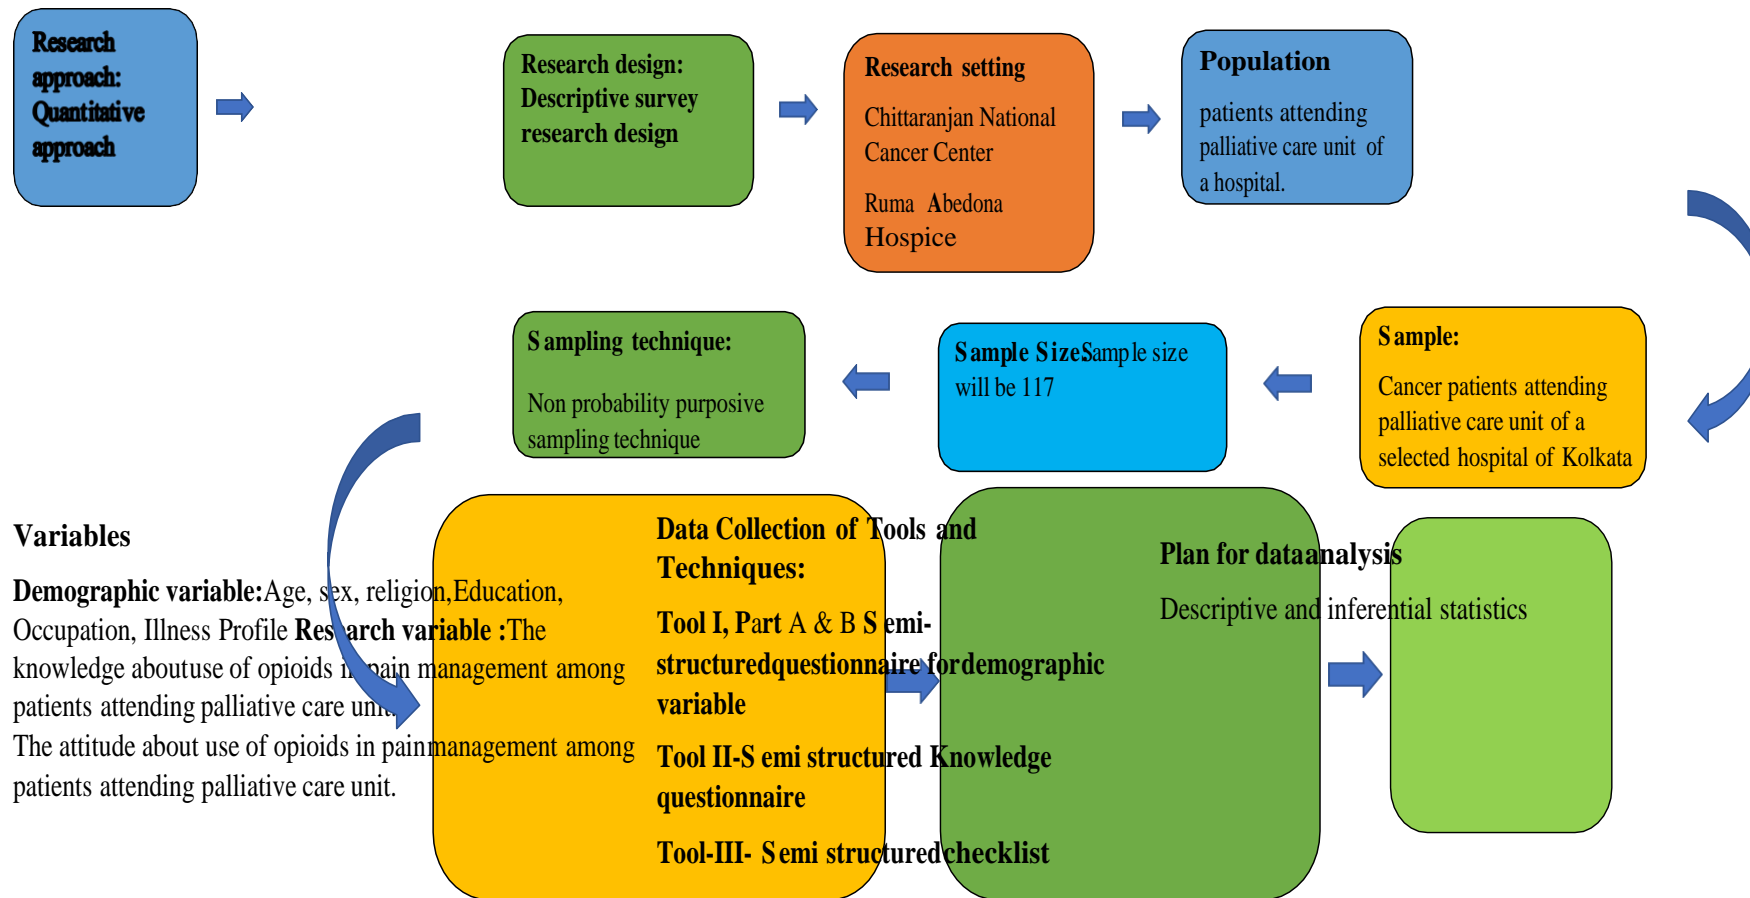 Research
approach:
Quantitative
approach
Research design:
Descriptive survey
research design
Research setting
Chittaranjan National
Cancer Center
Ruma Abedona
Hospice
Population
patients attending
palliative care unit of
a hospital.
Sample:
Cancer patients attending
palliative care unit of a
selected hospital of Kolkata
Sample Size:Sample size
will be 117
Sampling technique:
Non probability purposive
sampling technique
Variables
Demographic variable:Age, sex, religion,Education,
Occupation, Illness Profile Research variable :The
knowledge aboutuse of opioids in pain management among
patients attending palliative care unit.
The attitude about use of opioids in painmanagement among
patients attending palliative care unit.
Data Collection of Tools and
Techniques:
Tool I, Part A & B Semi-
structuredquestionnaire fordemographic
variable
Tool II-Semi structured Knowledge
questionnaire
Tool-III- Semi structuredchecklist
Plan for dataanalysis
Descriptive and inferential statistics